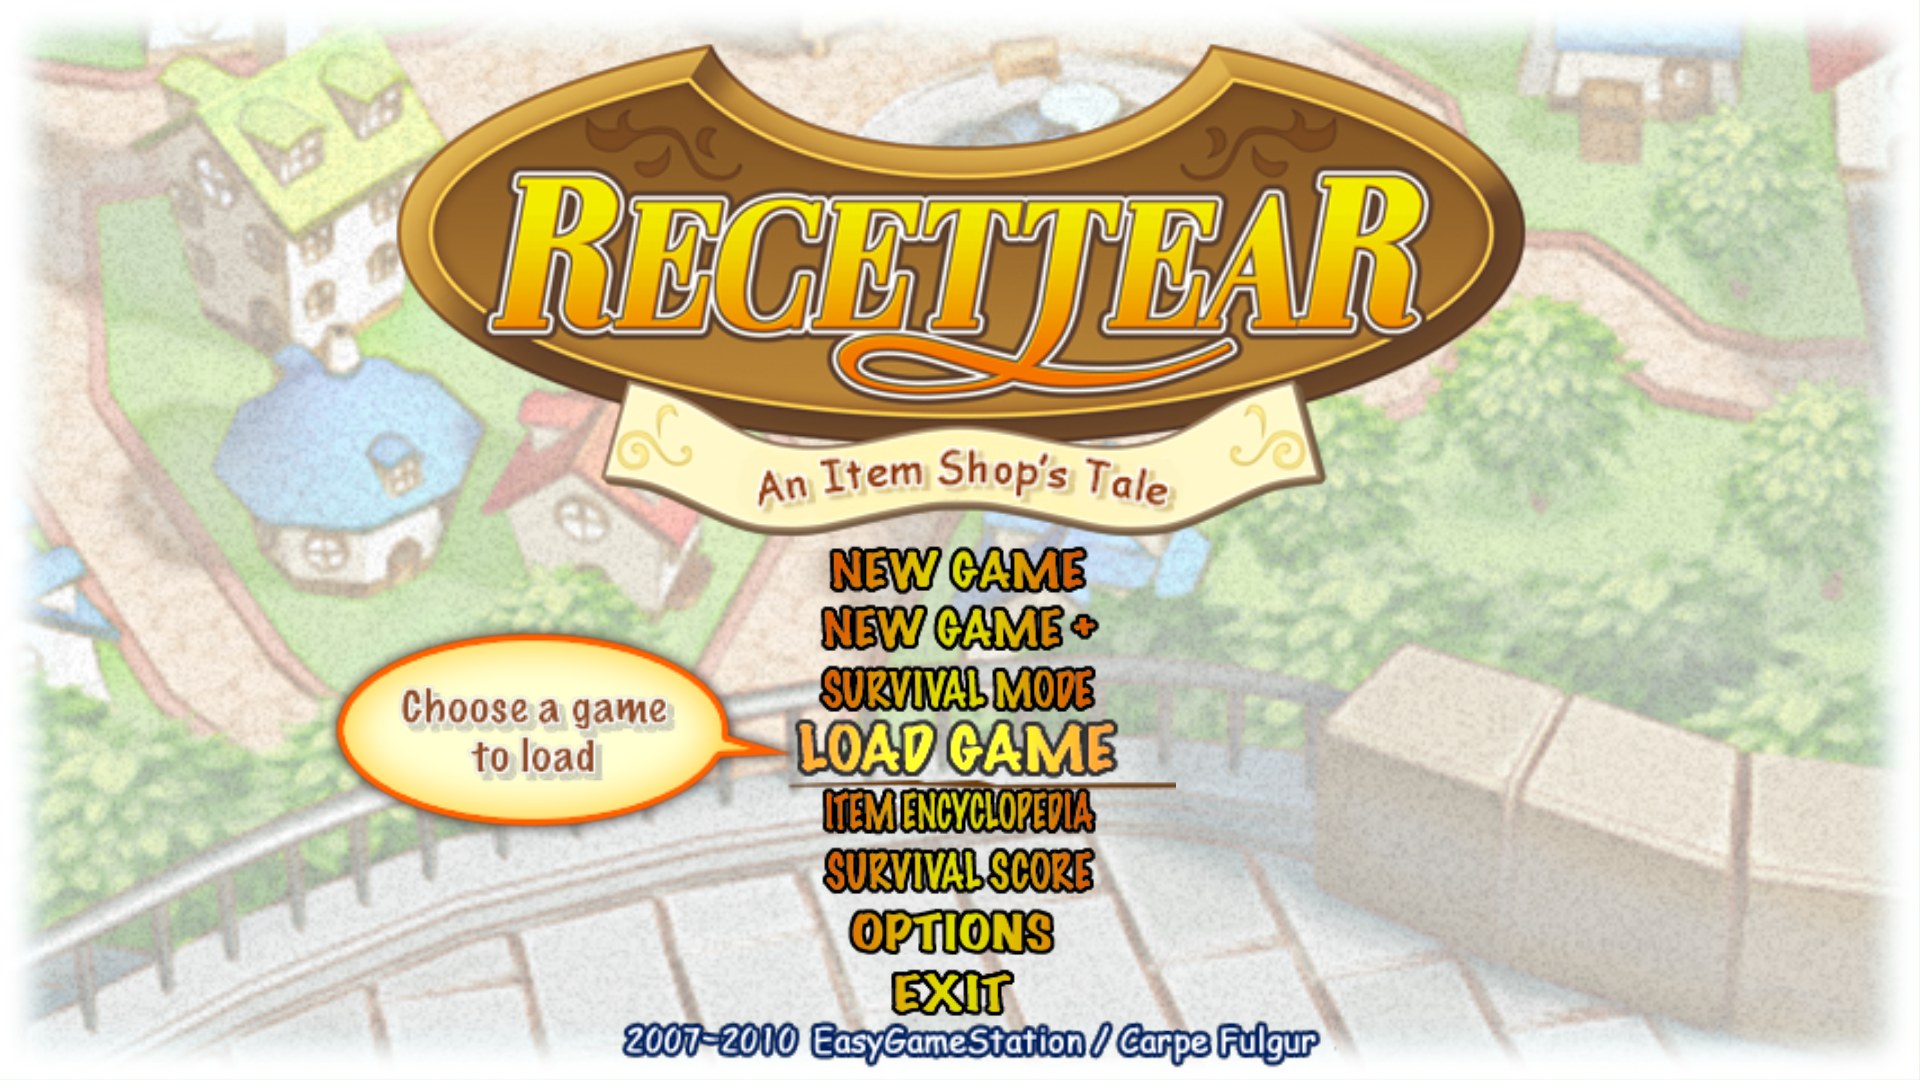 RECETTEAR
An Item Shop's Tale
NEW GAME
NEW GAME +
SURVIVAL MODE
Choose a game
to load
LOAD GAME
ITEM ENCYCLOPEDIA
SURVIVAL SCORE
OPTIONS
EXIT
2007-2010 EasyGameStation / Carpe Fulgur